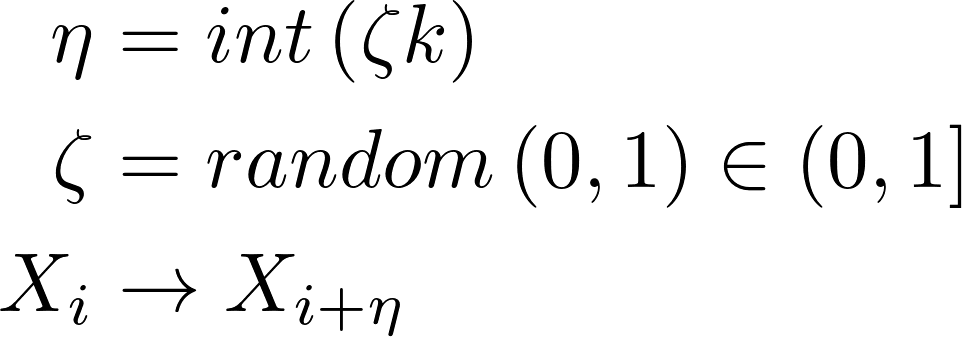 η = int (ζk)
ζ = random (0, 1) ∈ (0, 1]
X_i → X_{i+η}